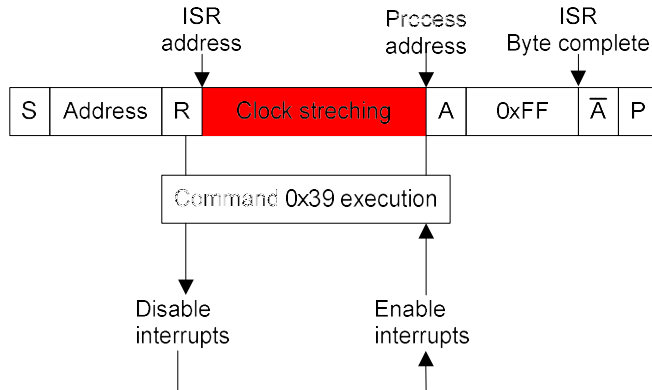 ISR
address
Process
address
ISR
Byte complete
S
Address
R
Clock streching
A
0xFF
A̅
P
Command 0x39 execution
Disable
interrupts
Enable
interrupts